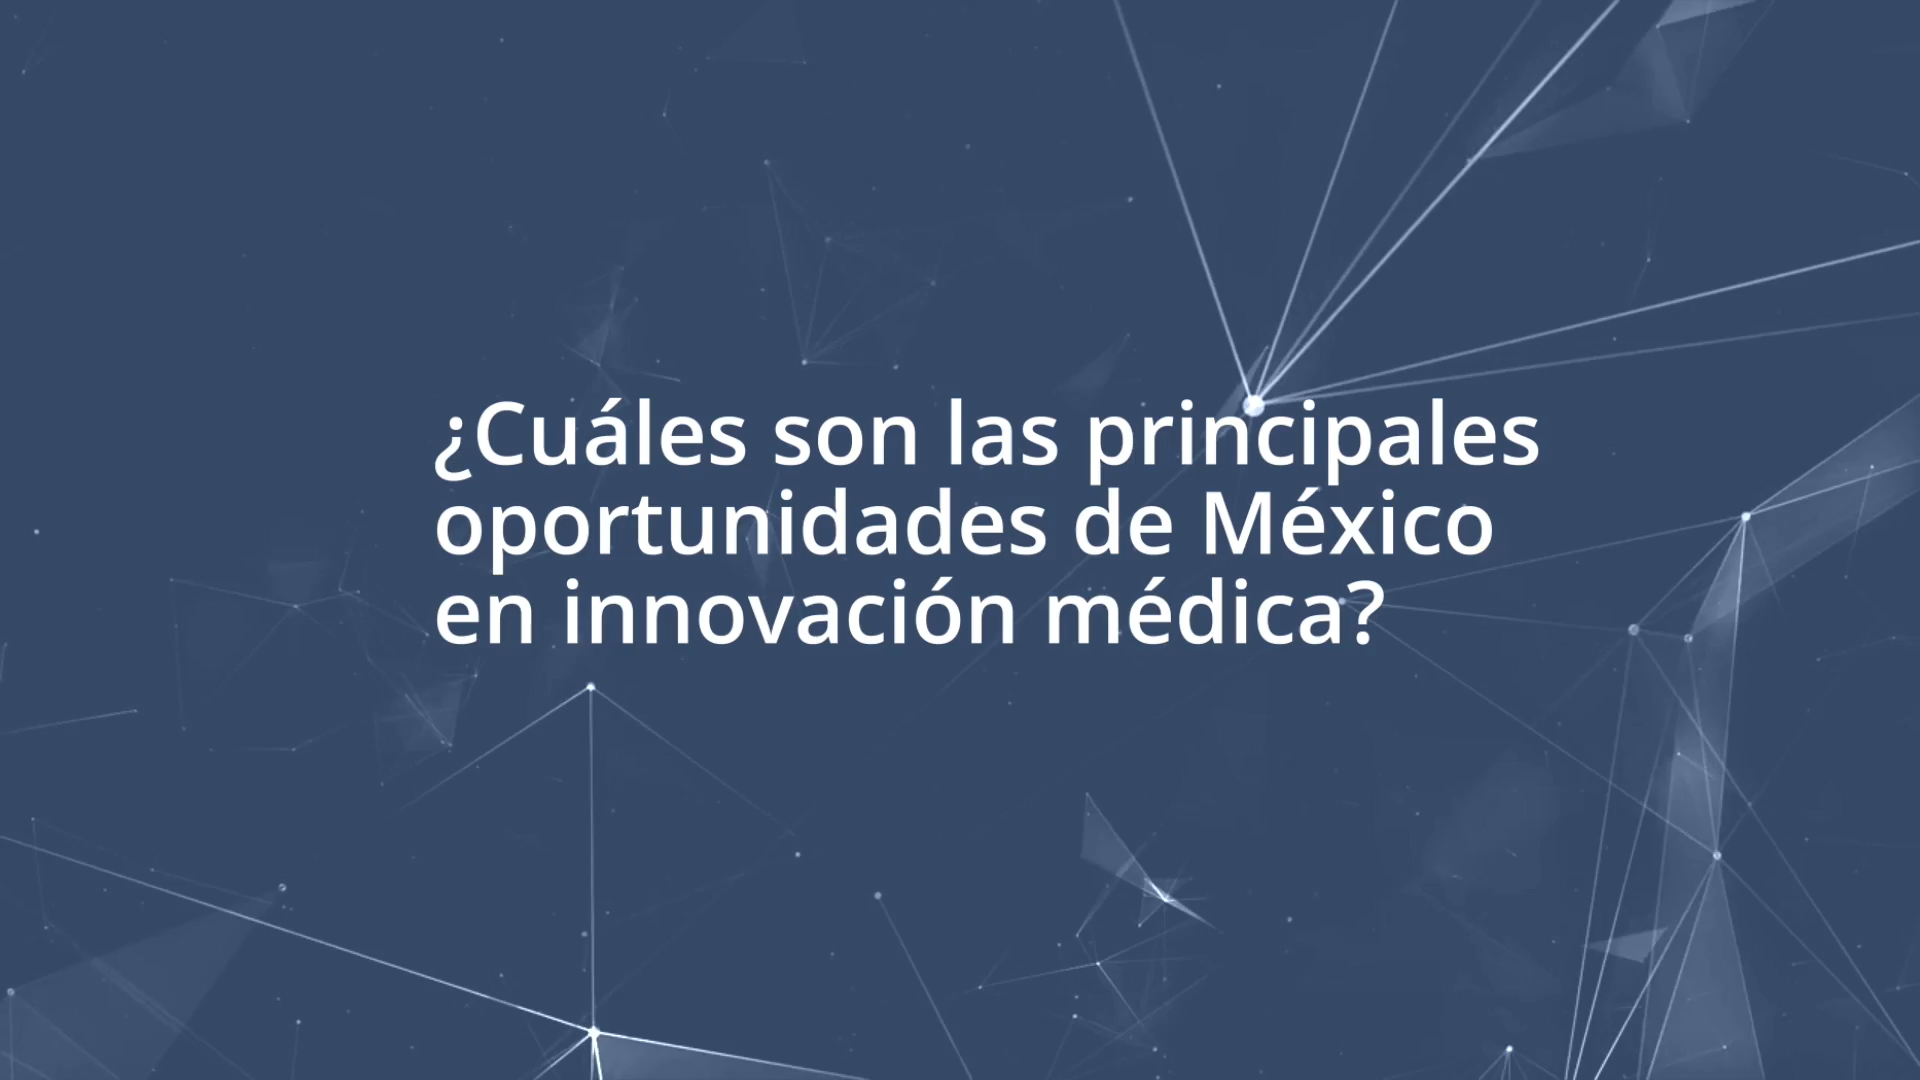 ¿Cuáles son las principales
oportunidades de México
en innovación médica?